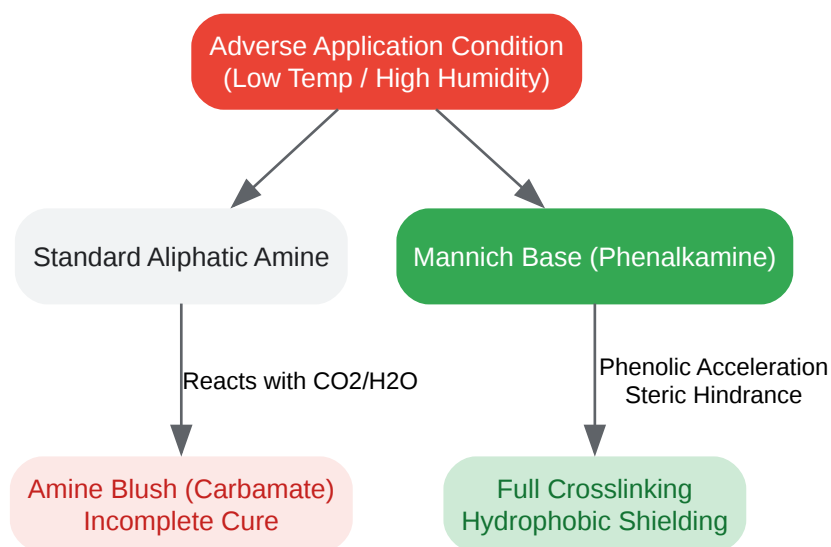 Adverse Application Condition
(Low Temp / High Humidity)
Standard Aliphatic Amine
Mannich Base (Phenalkamine)
Reacts with CO2/H2O
Phenolic Acceleration
Steric Hindrance
Amine Blush (Carbamate)
Incomplete Cure
Full Crosslinking
Hydrophobic Shielding